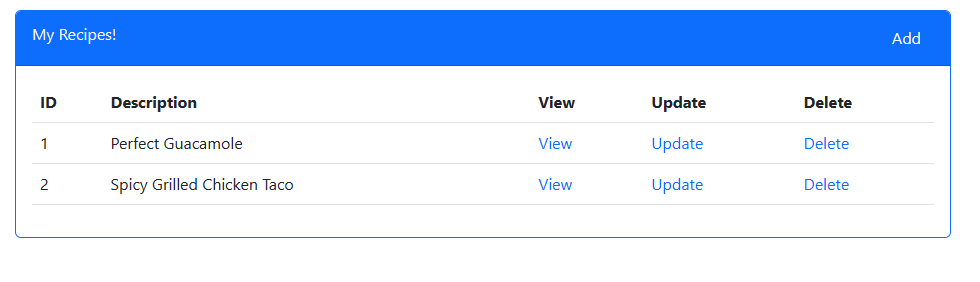 My Recipes! Add
ID Description View Update Delete
1 Perfect Guacamole View Update Delete
2 Spicy Grilled Chicken Taco View Update Delete